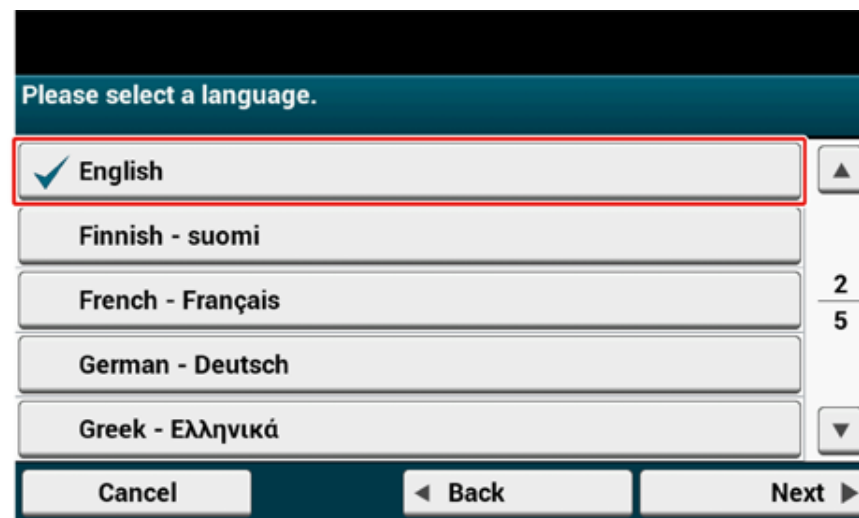 Please select a language.
English
Finnish - suomi
French - Français
German - Deutsch
Greek - Ελληνικά
2
5
Cancel
Back
Next